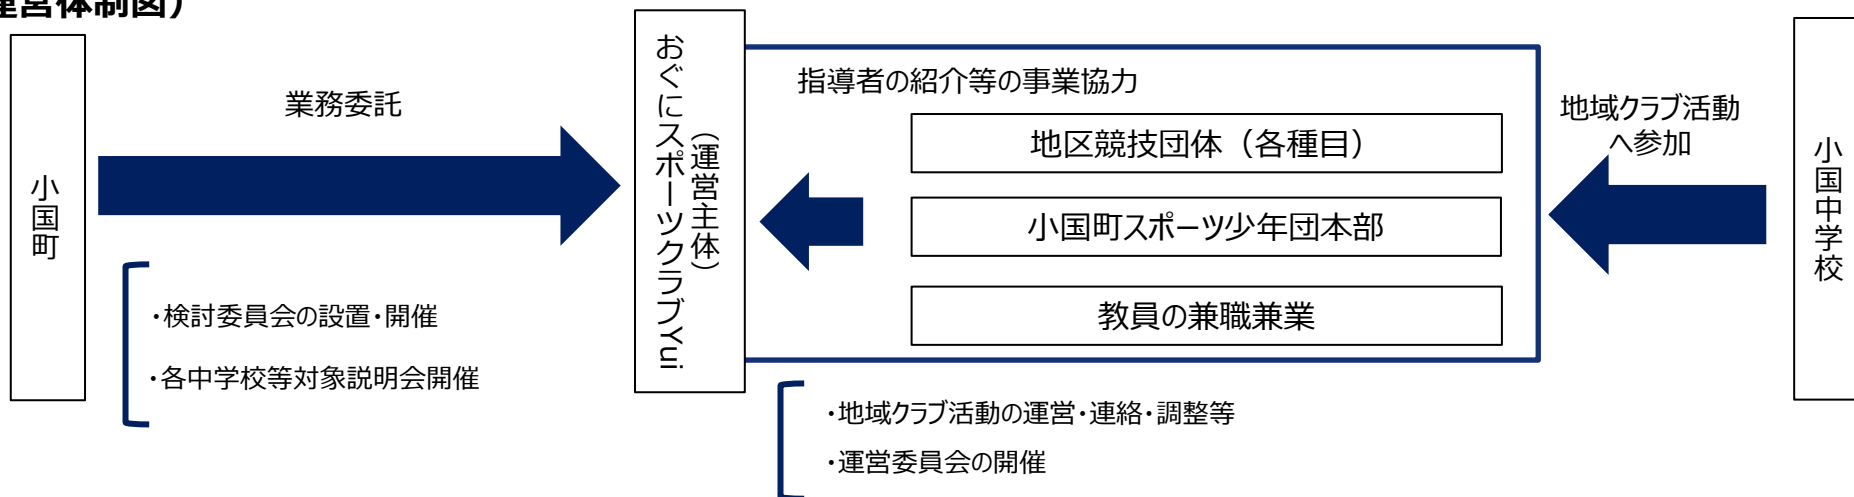 運営体制図）
小国町
業務委託
・検討委員会の設置・開催
・各中学校等対象説明会開催
おぐにスポーツクラブYui
（運営主体）
指導者の紹介等の事業協力
地区競技団体（各種目）
小国町スポーツ少年団本部
教員の兼職兼業
・地域クラブ活動の運営・連絡・調整等
・運営委員会の開催
地域クラブ活動
へ参加
小国中学校